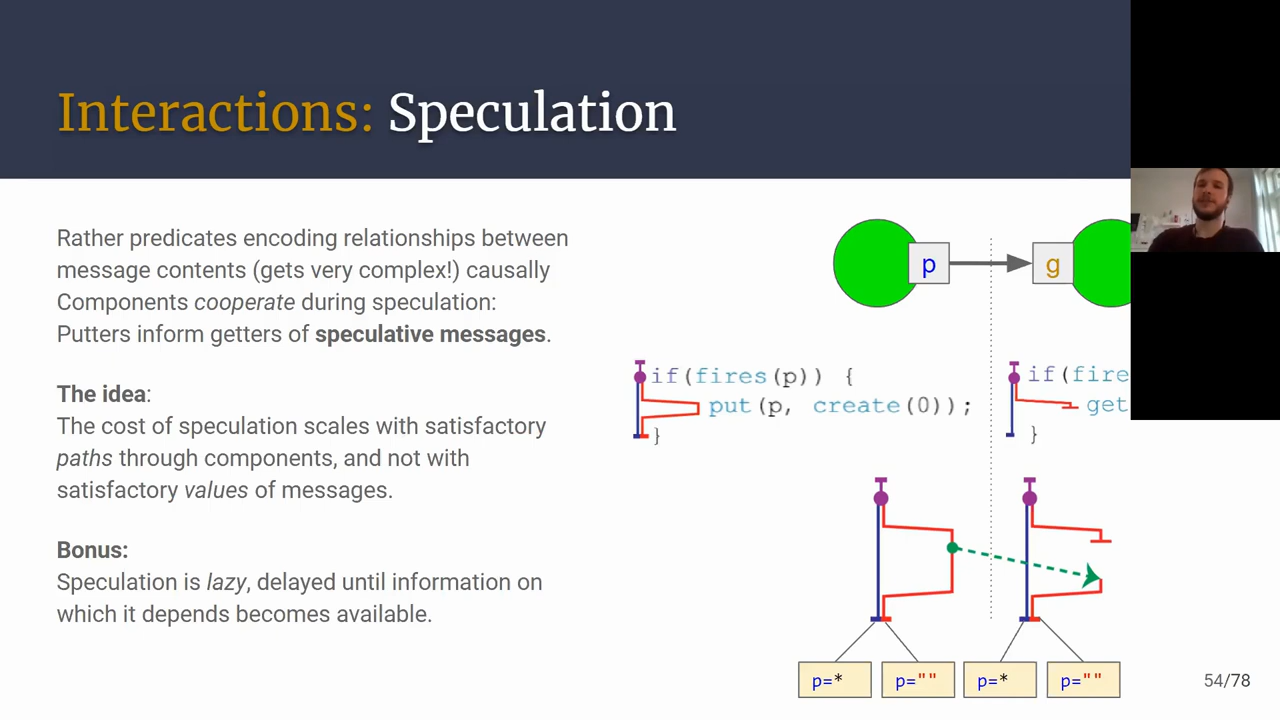 Interactions: Speculation
Rather predicates encoding relationships between
message contents (gets very complex!) causally
Components cooperate during speculation:
Putters inform getters of speculative messages.
The idea:
The cost of speculation scales with satisfactory
paths through components, and not with
satisfactory values of messages.
Bonus:
Speculation is lazy, delayed until information on
which it depends becomes available.
p
g
if(fires(p)) {
put(p, create(0));
}
if(fire
get
}
p=*
p=""
p=*
p=""
54/78